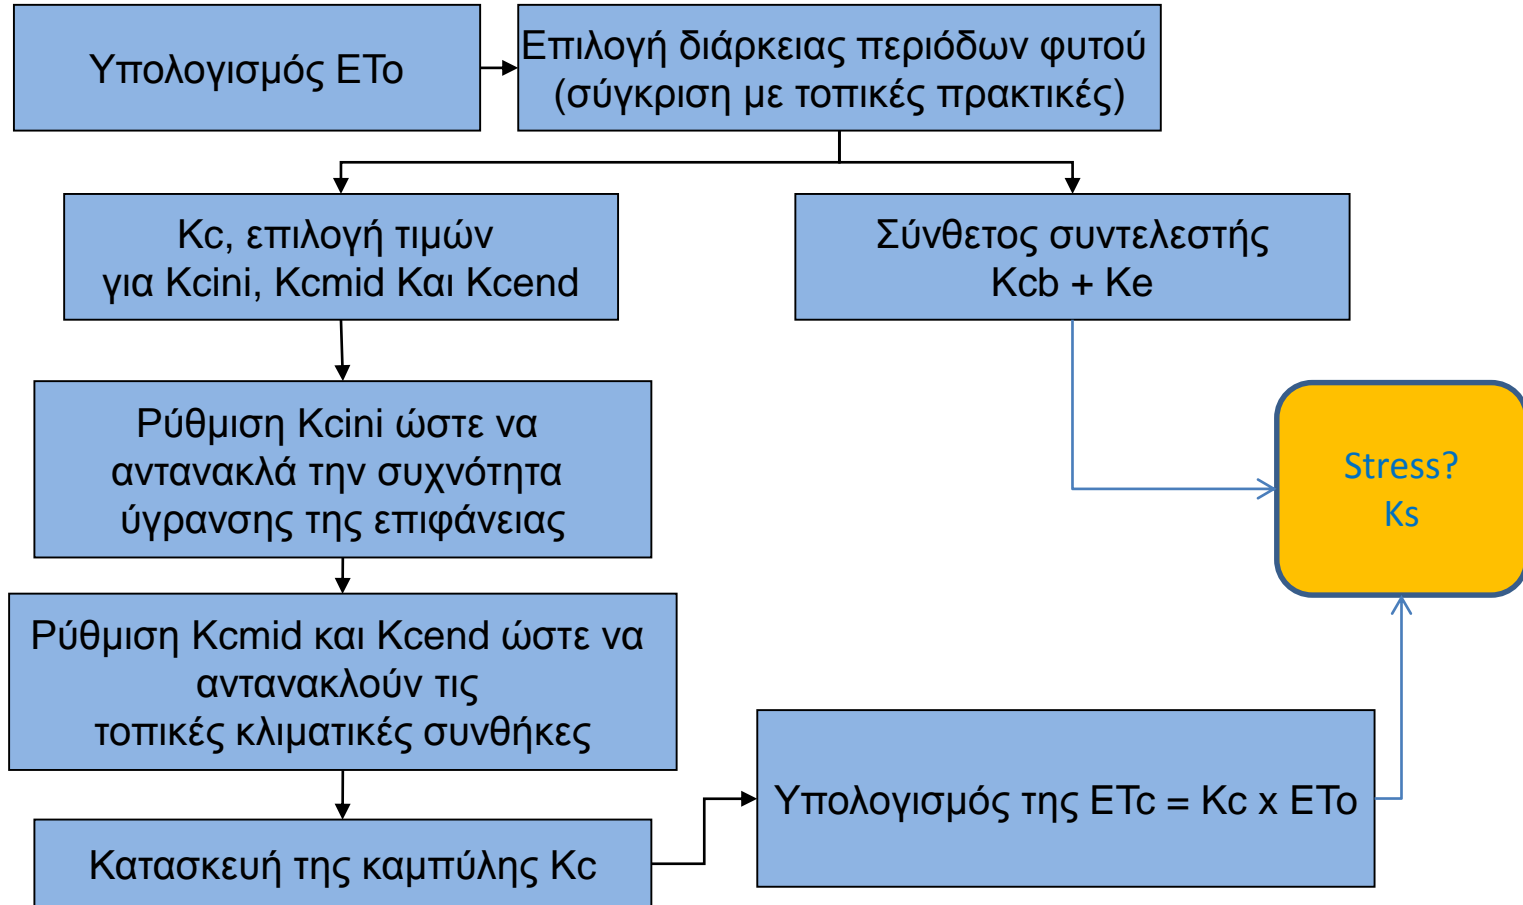 Υπολογισμός ETo
Επιλογή διάρκειας περιόδων φυτού
(σύγκριση με τοπικές πρακτικές)
Kc, επιλογή τιμών
για Kcini, Kcmid Και Kcend
Σύνθετος συντελεστής
Kcb + Ke
Ρύθμιση Kcini ώστε να
αντανακλά την συχνότητα
ύγρανσης της επιφάνειας
Stress?
Ks
Ρύθμιση Kcmid και Kcend ώστε να
αντανακλούν τις
τοπικές κλιματικές συνθήκες
Υπολογισμός της ETc = Kc x ETo
Κατασκευή της καμπύλης Kc